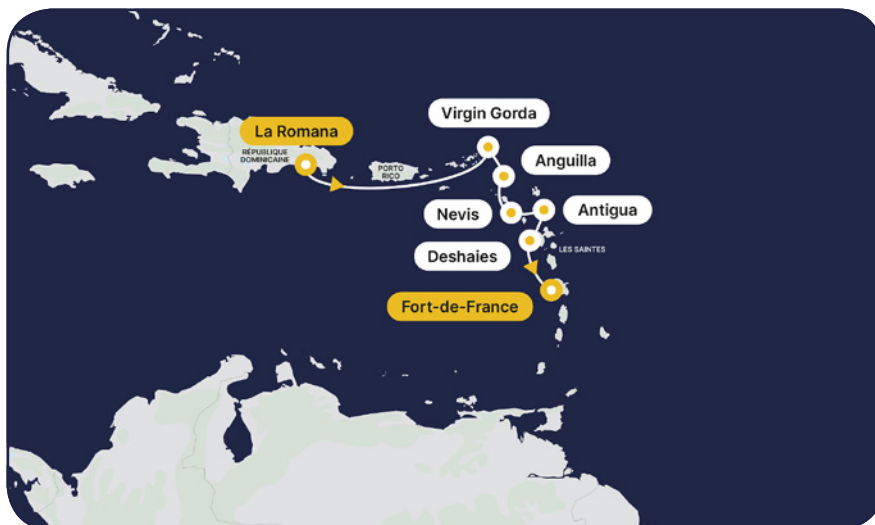 Virgin Gorda
La Romana
RÉPUBLIQUE
DOMINICAINE
PORTO
RICO
Anguilla
Nevis
Antigua
Deshaies
LES SAINTES
Fort-de-France